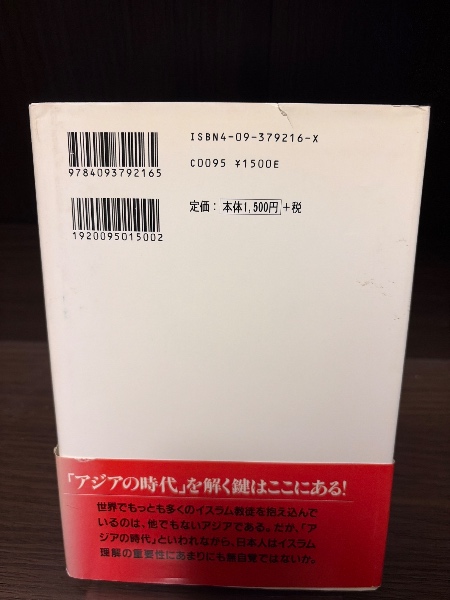 ISBN4-09-379216-X
C0095 ¥1500E
9784093792165
定価： 本体1,500円 +税
1920095015002
「アジアの時代」を解く鍵はここにある！
世界でもっとも多くのイスラム教徒を抱え込んで
いるのは、他でもないアジアである。だが、「ア
ジアの時代」といわれながら、日本人はイスラム
理解の重要性にあまりにも無自覚ではないか。